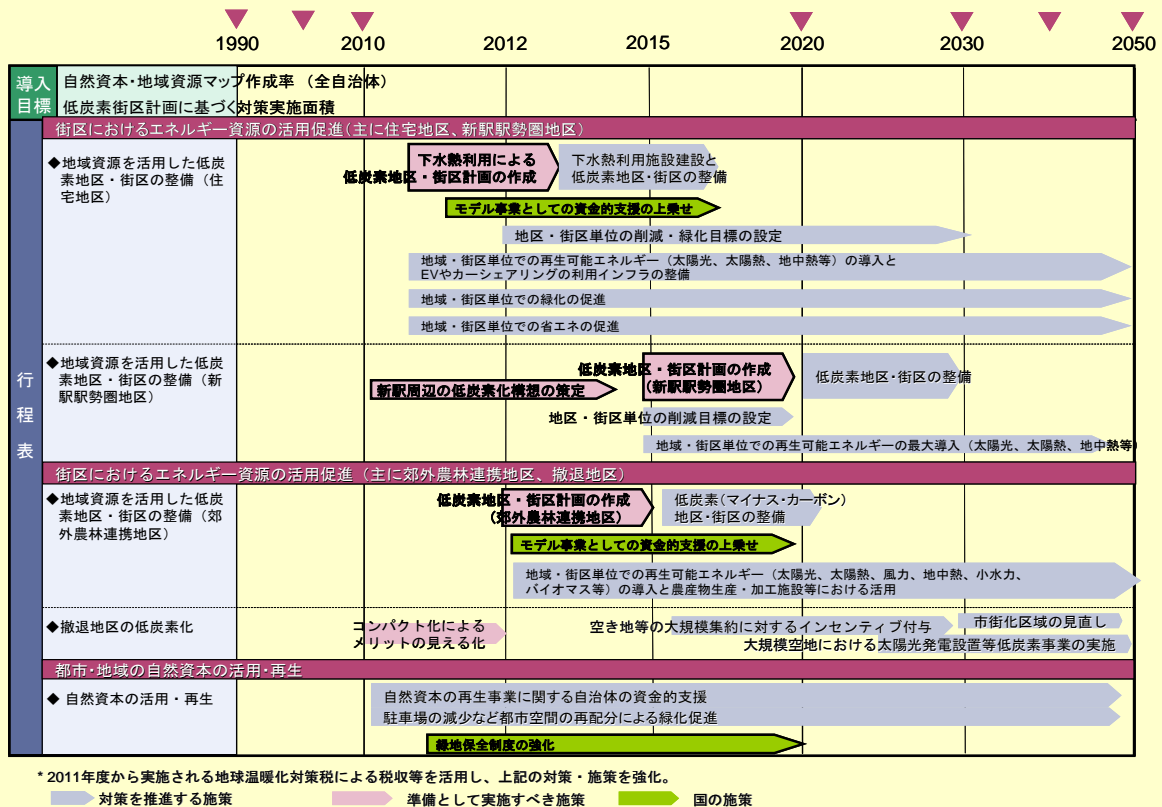 1990 2010 2012 2015 2020 2030 2050
導入
目標
自然資本・地域資源マップ作成率 （全自治体）
低炭素街区計画に基づく対策実施面積
行程表
街区におけるエネルギー資源の活用促進（主に住宅地区、新駅駅勢圏地区）
◆地域資源を活用した低炭
素地区・街区の整備（住
宅地区）
下水熱利用による
低炭素地区・街区計画の作成
下水熱利用施設建設と
低炭素地区・街区の整備
モデル事業としての資金的支援の上乗せ
地区・街区単位の削減・緑化目標の設定
地域・街区単位での再生可能エネルギー（太陽光、太陽熱、地中熱等）の導入と
EVやカーシェアリングの利用インフラの整備
地域・街区単位での緑化の促進
地域・街区単位での省エネの促進
◆地域資源を活用した低炭
素地区・街区の整備（新
駅駅勢圏地区）
低炭素地区・街区計画の作成
（新駅駅勢圏地区）
低炭素地区・街区の整備
新駅周辺の低炭素化構想の策定
地区・街区単位の削減目標の設定
地域・街区単位での再生可能エネルギーの最大導入（太陽光、太陽熱、地中熱等）
街区におけるエネルギー資源の活用促進（主に郊外農林連携地区、撤退地区）
◆地域資源を活用した低炭
素地区・街区の整備（郊
外農林連携地区）
低炭素地区・街区計画の作成
（郊外農林連携地区）
低炭素（マイナス・カーボン）
地区・街区の整備
モデル事業としての資金的支援の上乗せ
地域・街区単位での再生可能エネルギー（太陽光、太陽熱、風力、地中熱、小水力、
バイオマス等）の導入と農産物生産・加工施設等における活用
◆撤退地区の低炭素化
コンパクト化による
メリットの見える化
空き地等の大規模集約に対するインセンティブ付与
市街化区域の見直し
大規模空地における太陽光発電設置等低炭素事業の実施
都市・地域の自然資本の活用・再生
◆ 自然資本の活用・再生
自然資本の再生事業に関する自治体の資金的支援
駐車場の減少など都市空間の再配分による緑化促進
緑地保全制度の強化
* 2011年度から実施される地球温暖化対策税による税収等を活用し、上記の対策・施策を強化。
対策を推進する施策 準備として実施すべき施策 国の施策